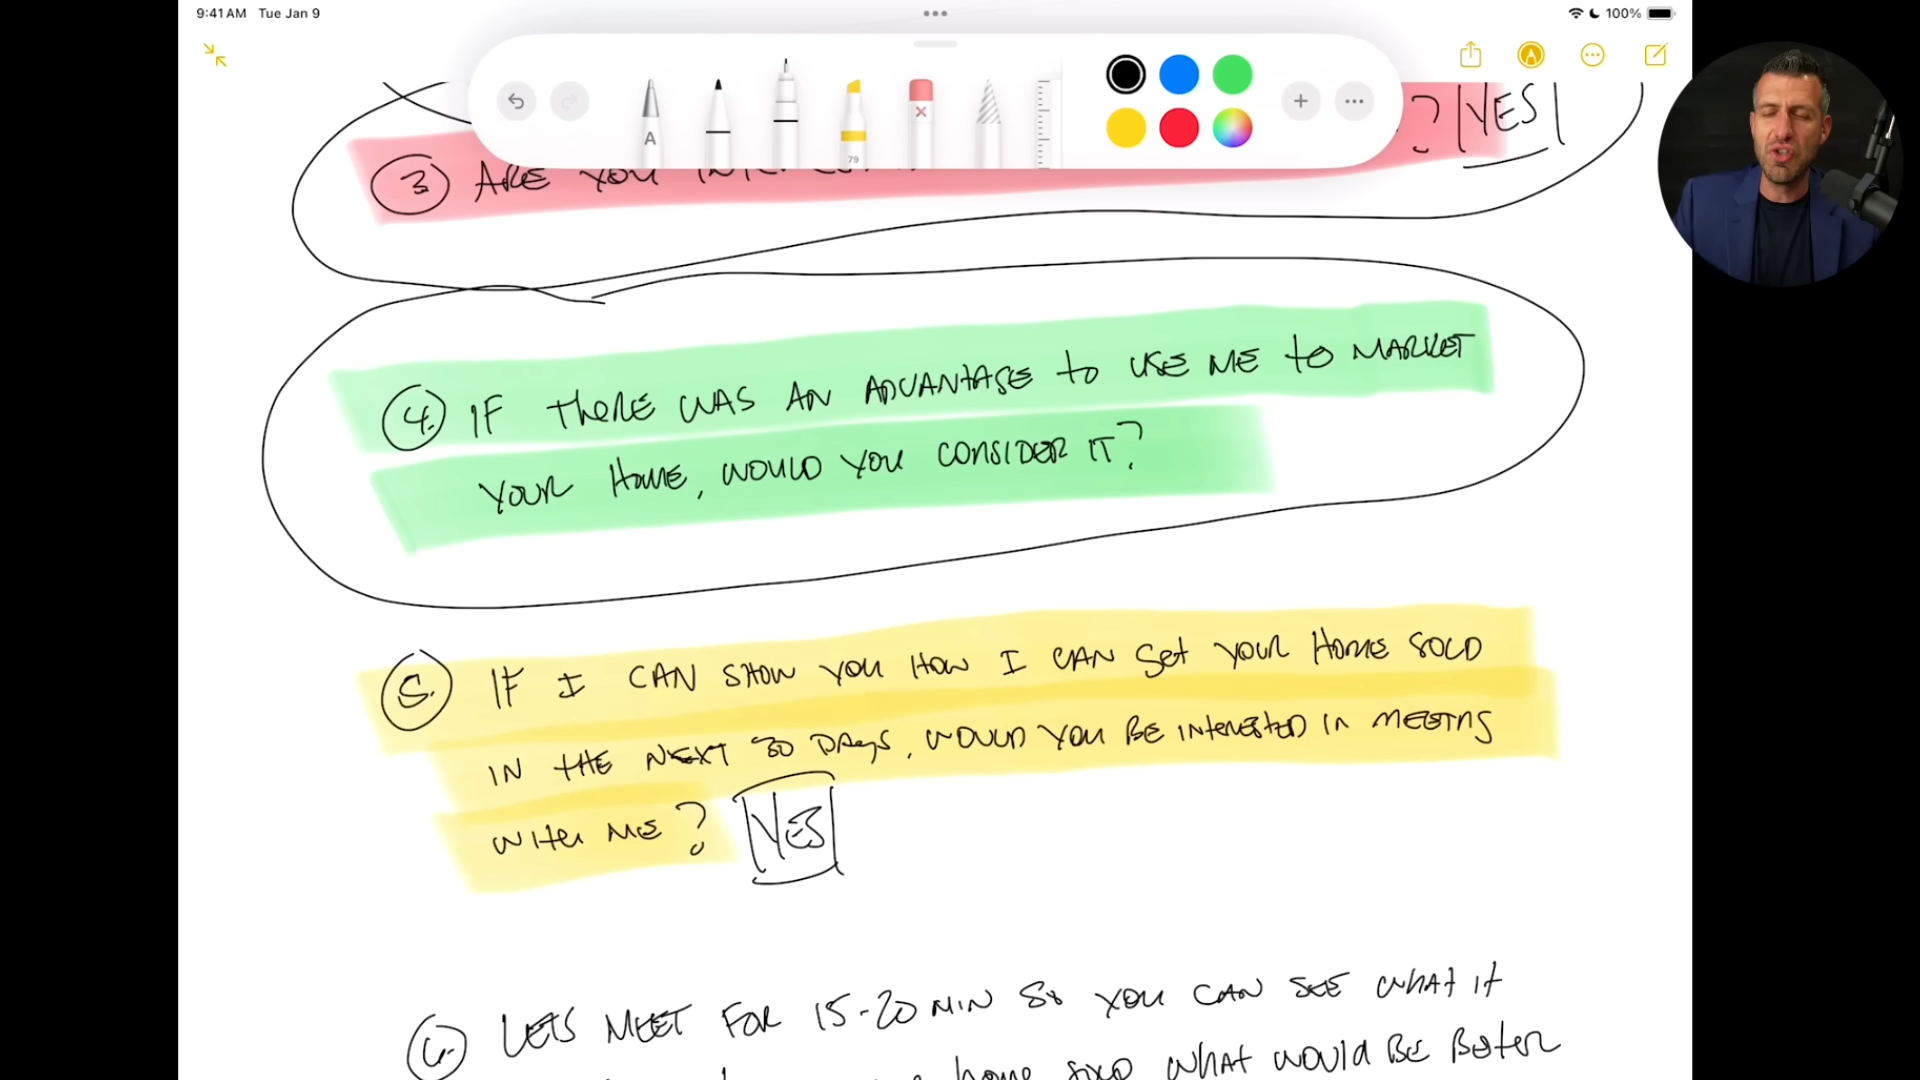 9:41 AM Tue Jan 9
100%
A
79
? YES
3 ARE YOU
4. IF THERE WAS AN ADVANTAGE TO USE ME TO MARKET
YOUR HOME, WOULD YOU CONSIDER IT?
5. IF I CAN SHOW YOU HOW I CAN GET YOUR HOME SOLD
IN THE NEXT 30 DAYS, WOULD YOU BE INTERESTED IN MEETING
WITH ME? YES
6. LETS MEET FOR 15-20 MIN SO YOU CAN SEE WHAT IT
home SOLD WHAT WOULD BE BETTER